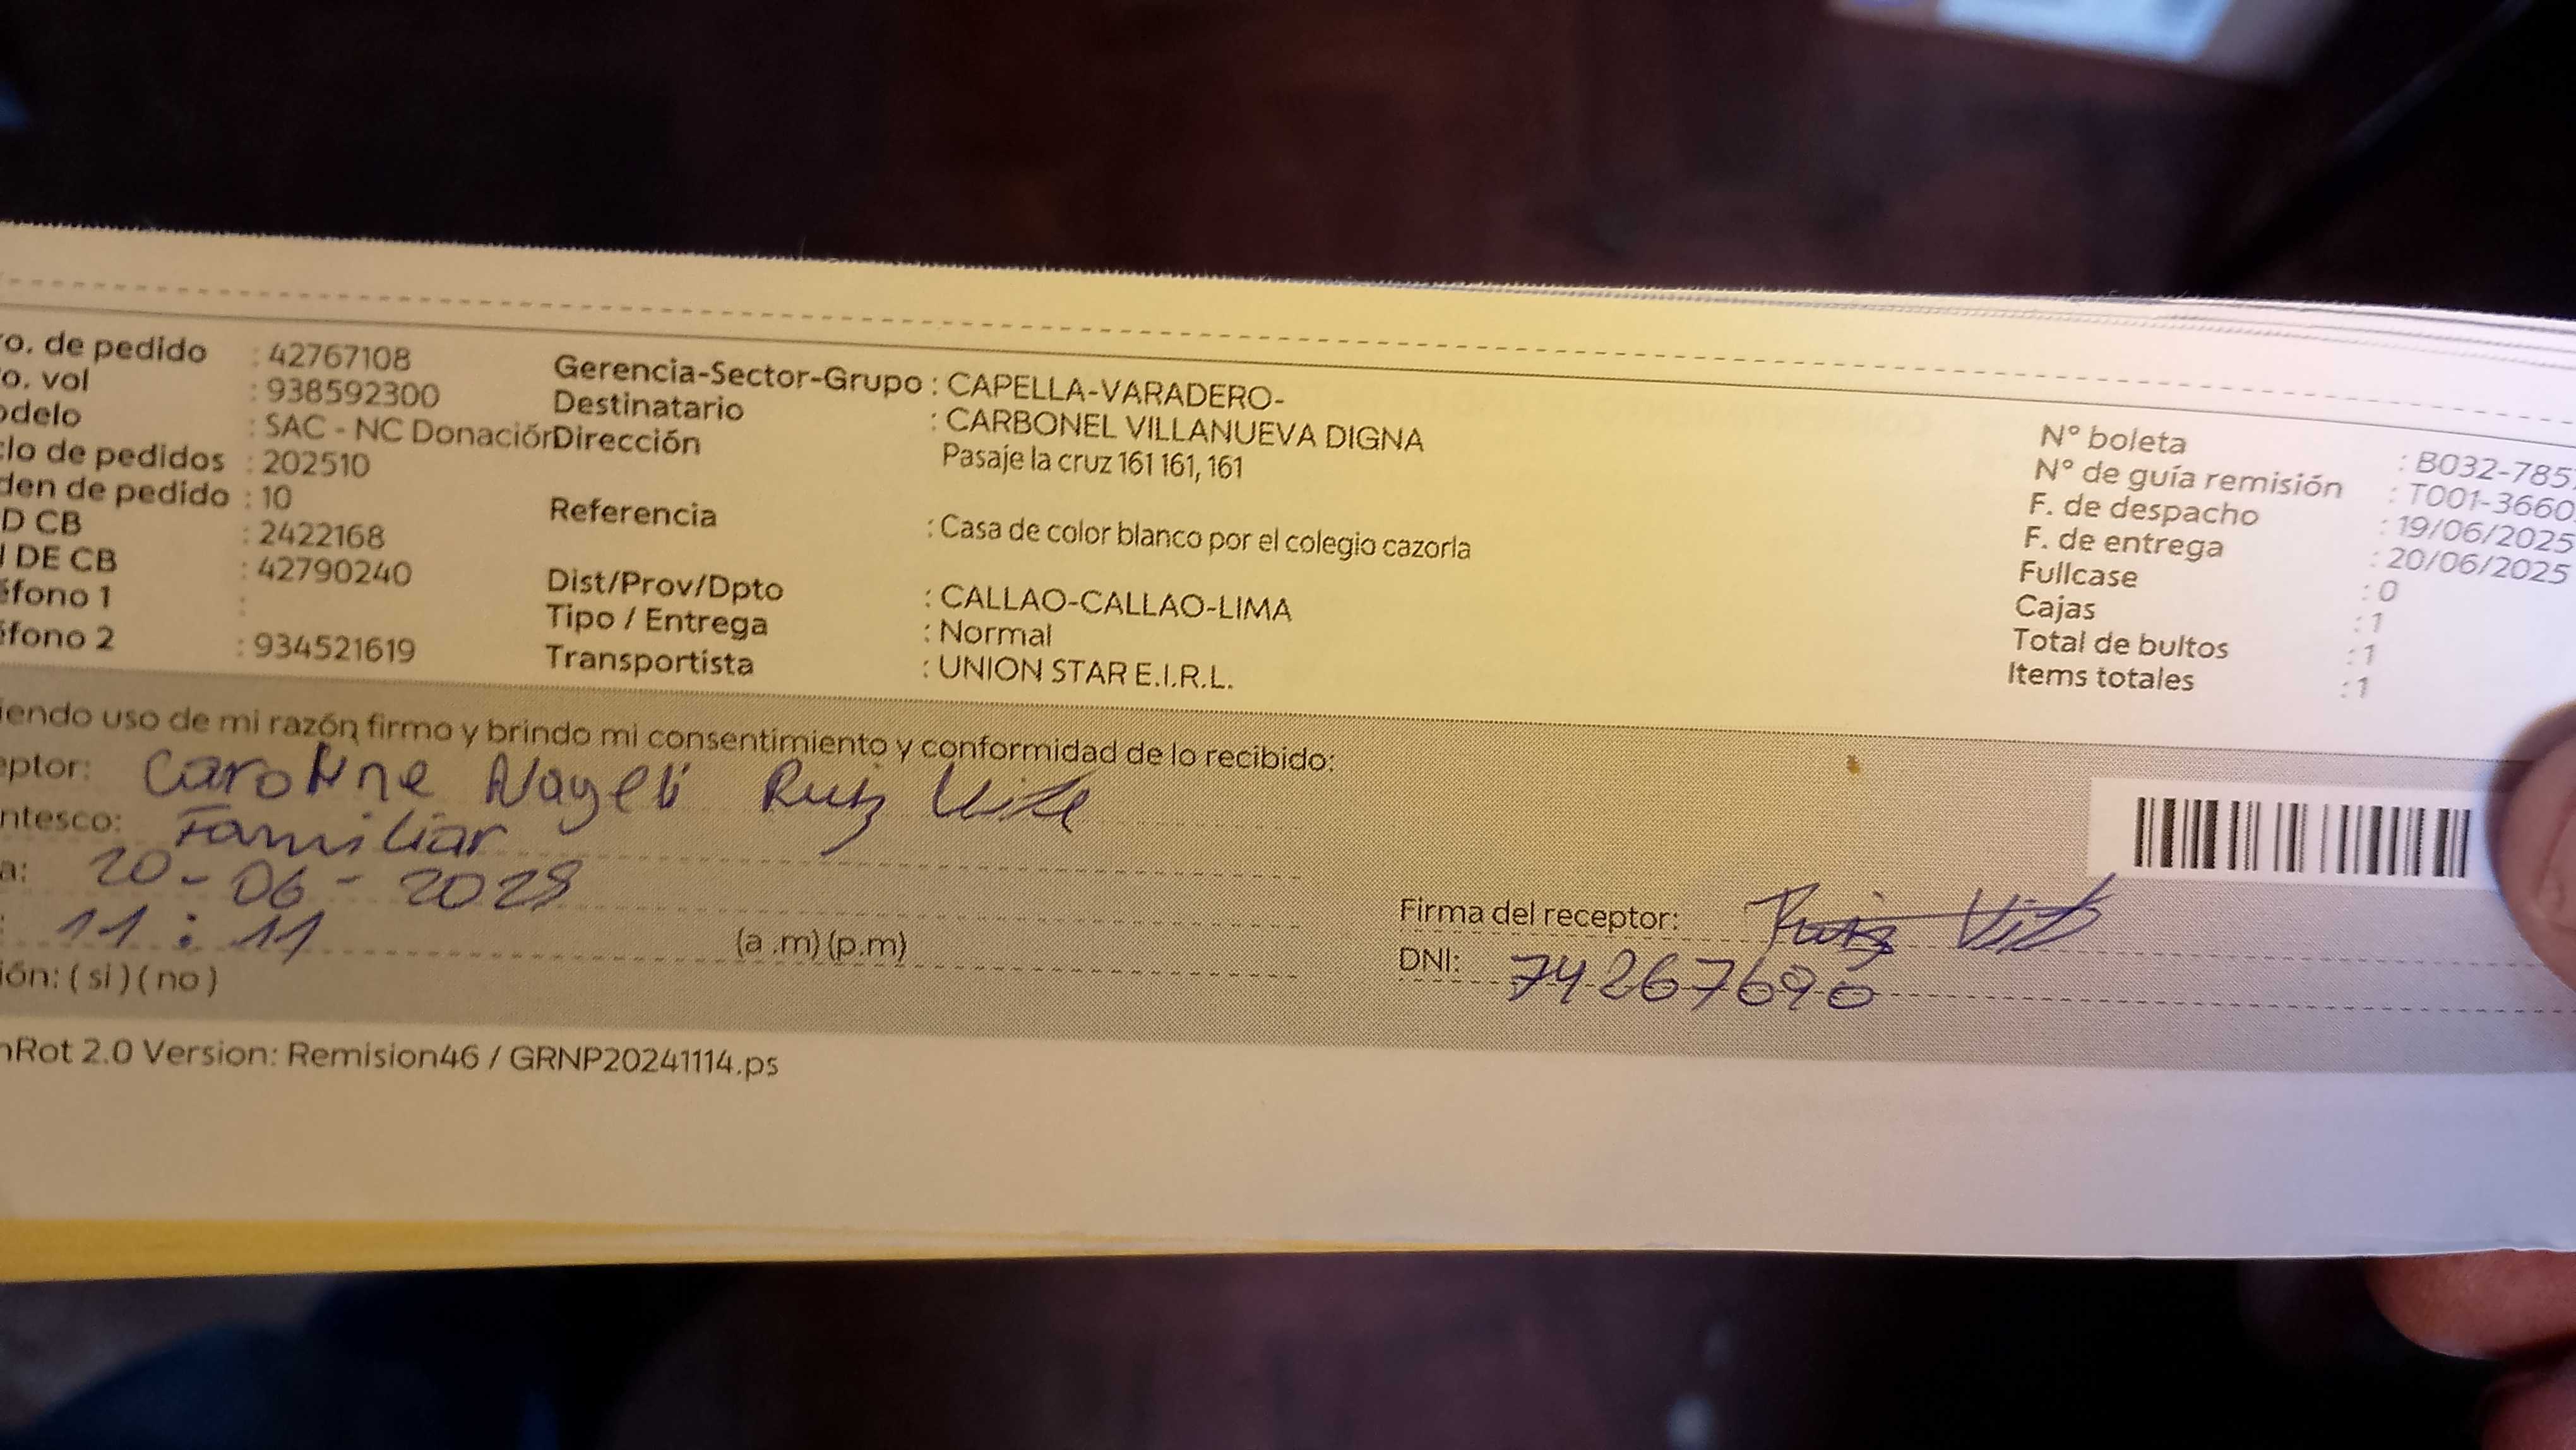 ro. de pedido : 42767108
o. vol : 938592300
odelo : SAC - NC Donación
clo de pedidos : 202510
den de pedido : 10
D CB : 2422168
I DE CB : 42790240
éfono 1 :
éfono 2 : 934521619
Gerencia-Sector-Grupo : CAPELLA-VARADERO-
Destinatario : CARBONEL VILLANUEVA DIGNA
Dirección Pasaje la cruz 161 161, 161
Referencia : Casa de color blanco por el colegio cazorla
Dist/Prov/Dpto : CALLAO-CALLAO-LIMA
Tipo / Entrega : Normal
Transportista : UNION STAR E.I.R.L.
N° boleta : B032-785
N° de guía remisión : T001-3660
F. de despacho : 19/06/2025
F. de entrega : 20/06/2025
Fullcase : 0
Cajas : 1
Total de bultos : 1
Items totales : 1
iendo uso de mi razón firmo y brindo mi consentimiento y conformidad de lo recibido:
eptor: Caroline Nayeli Ruiz
ntesco: Familiar
a: 20-06-2025
: 11:11 (a .m) (p.m)
ión: ( si ) ( no )
Firma del receptor: Ruiz
DNI: 74267690
nRot 2.0 Version: Remision46 / GRNP20241114.ps